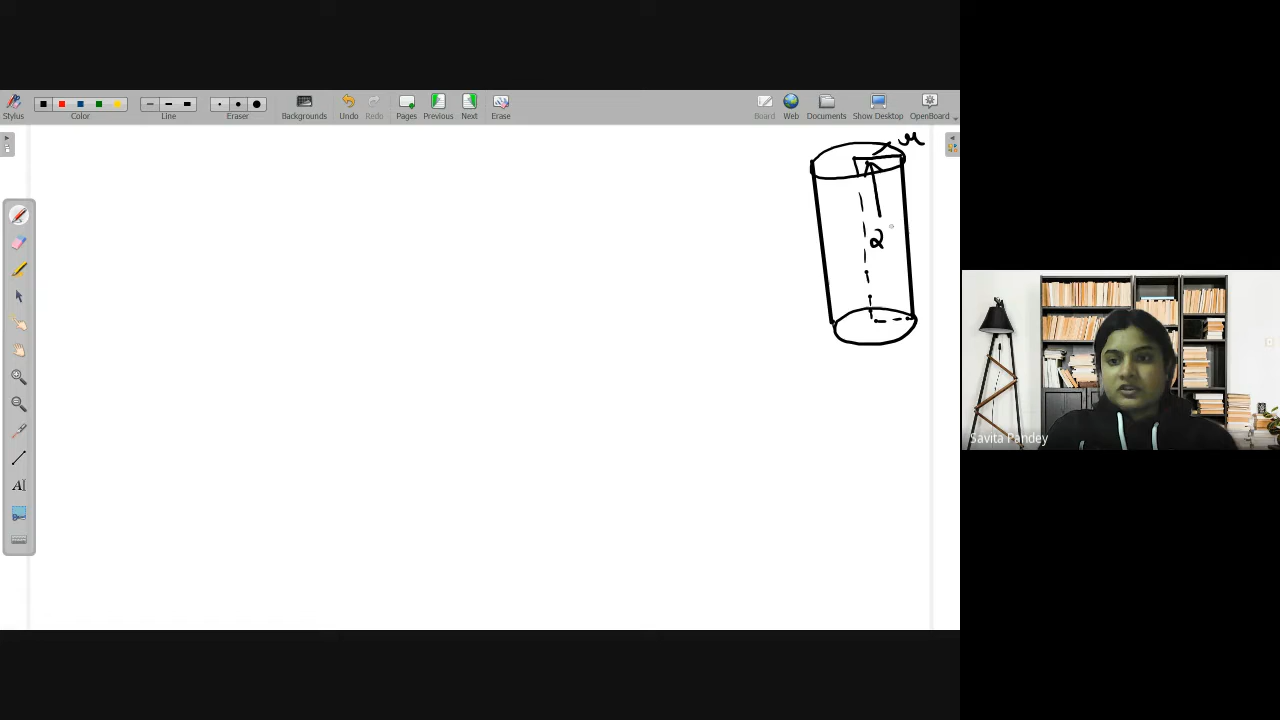 Stylus
Color
Line
Eraser
Backgrounds
Undo
Redo
Pages
Previous
Next
Erase
Board
Web
Documents
Show Desktop
OpenBoard
r
2
AI
Savita Pandey